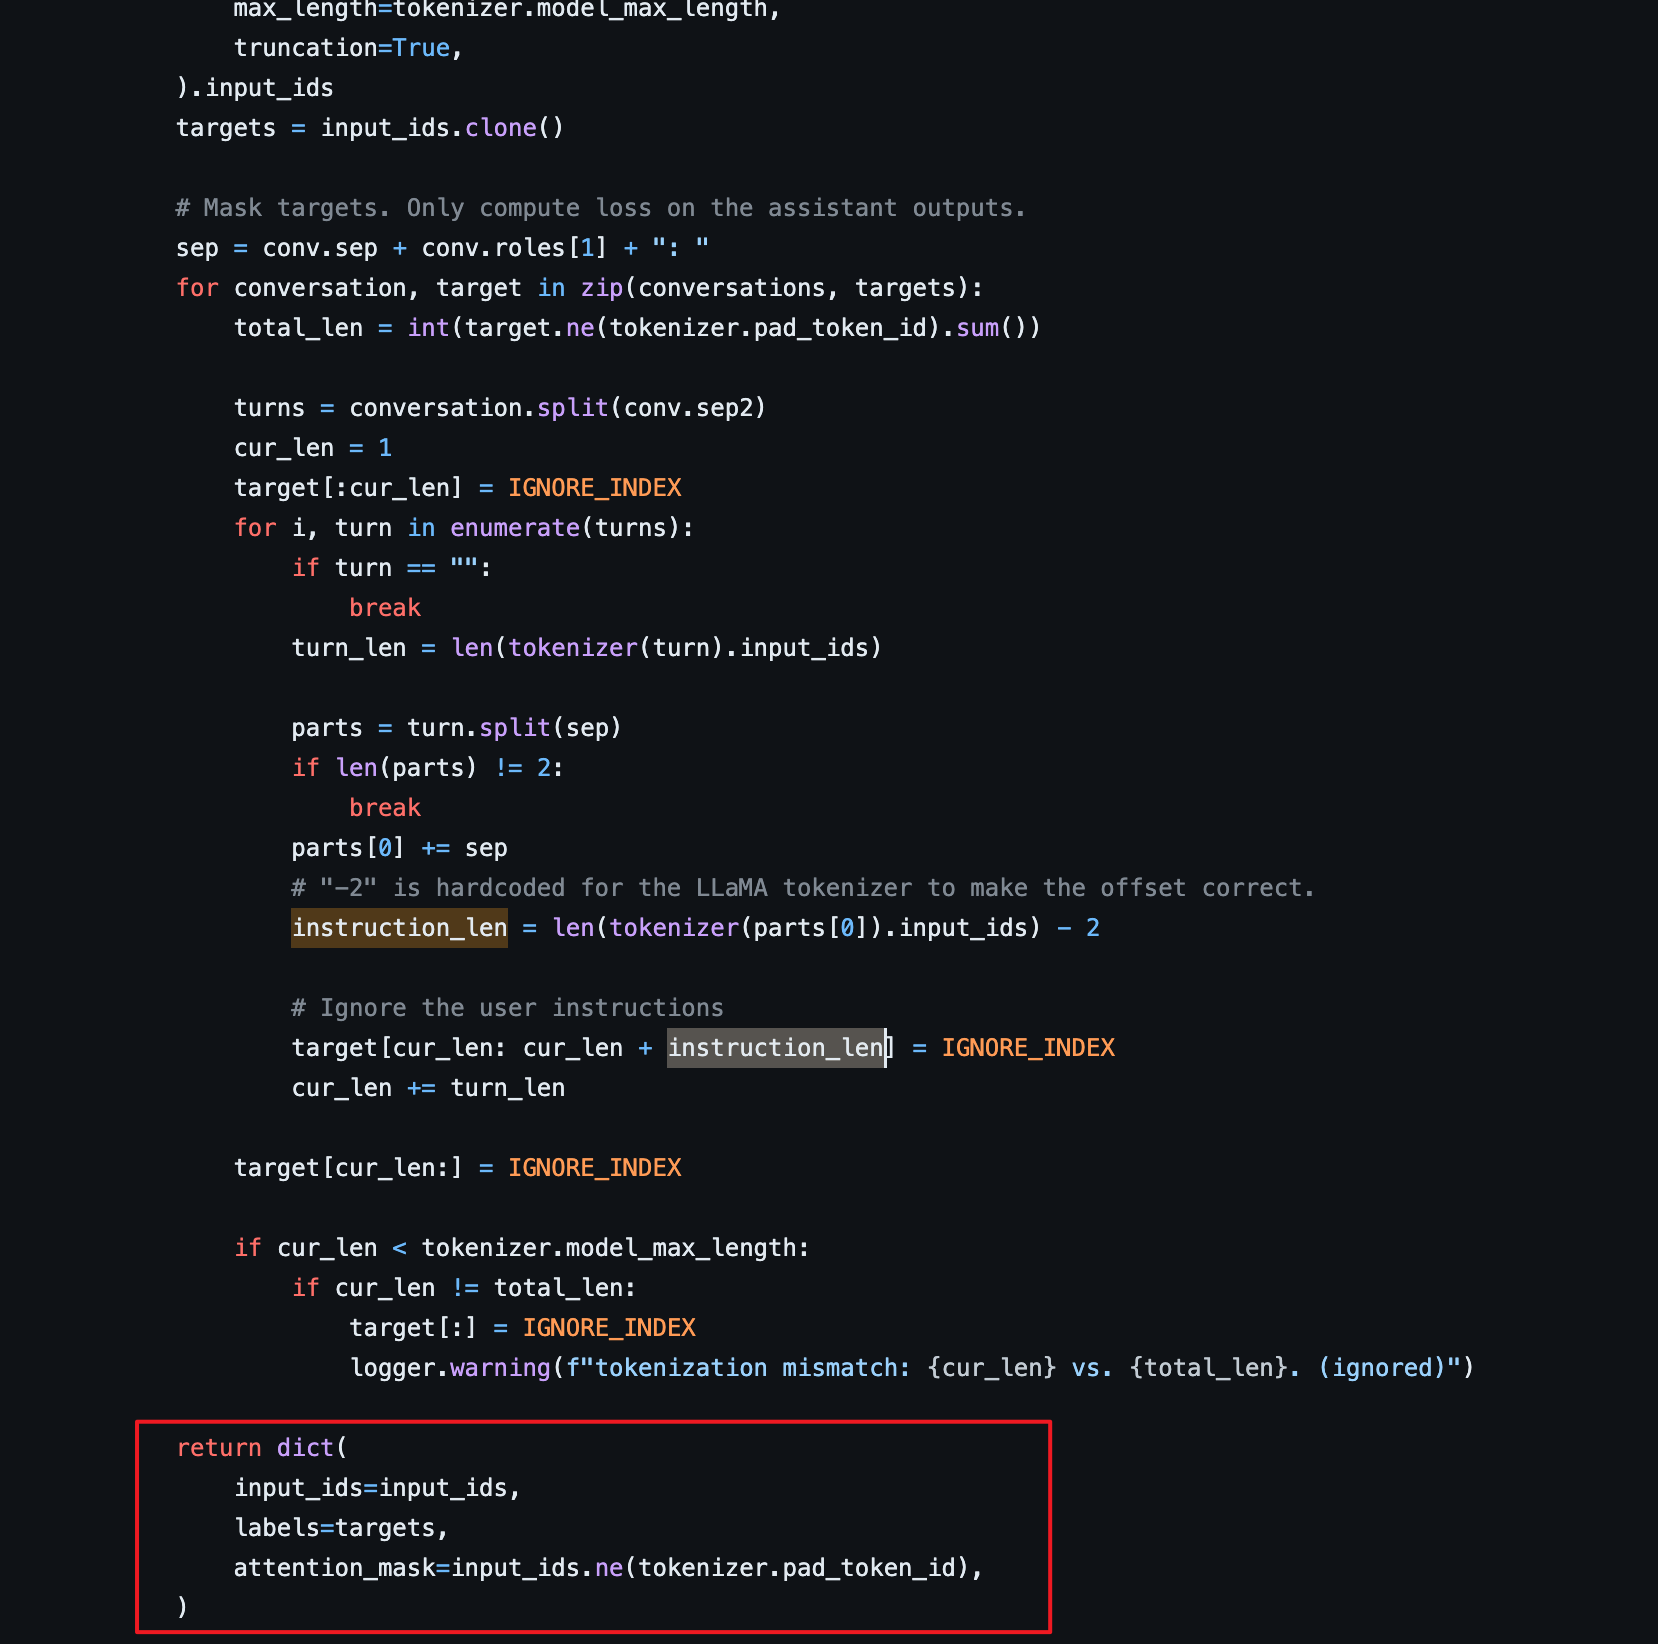 max_length=tokenizer.model_max_length,
truncation=True,
).input_ids
targets = input_ids.clone()
# Mask targets. Only compute loss on the assistant outputs.
sep = conv.sep + conv.roles[1] + ": "
for conversation, target in zip(conversations, targets):
total_len = int(target.ne(tokenizer.pad_token_id).sum())
turns = conversation.split(conv.sep2)
cur_len = 1
target[:cur_len] = IGNORE_INDEX
for i, turn in enumerate(turns):
if turn == "":
break
turn_len = len(tokenizer(turn).input_ids)
parts = turn.split(sep)
if len(parts) != 2:
break
parts[0] += sep
# "-2" is hardcoded for the LLaMA tokenizer to make the offset correct.
instruction_len = len(tokenizer(parts[0]).input_ids) - 2
# Ignore the user instructions
target[cur_len: cur_len + instruction_len] = IGNORE_INDEX
cur_len += turn_len
target[cur_len:] = IGNORE_INDEX
if cur_len < tokenizer.model_max_length:
if cur_len != total_len:
target[:] = IGNORE_INDEX
logger.warning(f"tokenization mismatch: {cur_len} vs. {total_len}. (ignored)")
return dict(
input_ids=input_ids,
labels=targets,
attention_mask=input_ids.ne(tokenizer.pad_token_id),
)